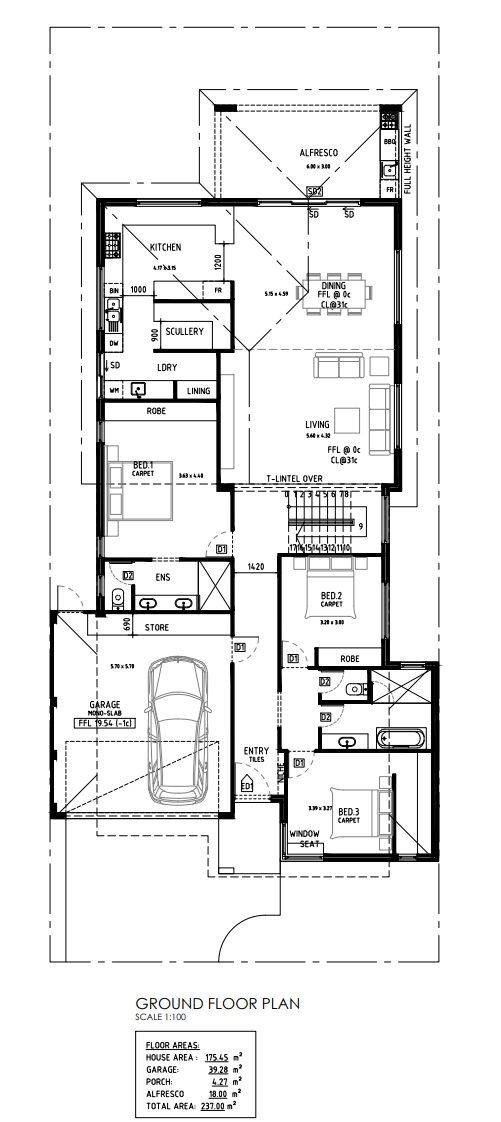 ALFRESCO
6.00 x 3.00
BBQ
FR
FULL HEIGHT WALL
SD2
SD
SD
KITCHEN
4.17 x 3.15
1200
1000
BIN
FR
DINING
FFL @ 0c
CL@31c
5.15 x 4.59
900
SCULLERY
DW
SD
LDRY
WM
LINING
ROBE
LIVING
5.60 x 4.32
FFL @ 0c
CL@31c
BED.1
CARPET
3.63 x 4.40
T-LINTEL OVER
0 1 2 3 4 5 6 7 8
9
17 16 15 14 13 12 11 10
D1
D2
ENS
1420
BED.2
CARPET
3.20 x 3.00
690
STORE
D1
D1
ROBE
5.70 x 5.70
D2
D2
GARAGE
MONO-SLAB
FFL 19.54 (-1c)
ENTRY
TILES
D1
NICHE
ED1
3.39 x 3.27
BED.3
CARPET
WINDOW
SEAT
GROUND FLOOR PLAN
SCALE 1:100
FLOOR AREAS:
HOUSE AREA : 175.45 m²
GARAGE: 39.28 m²
PORCH: 4.27 m²
ALFRESCO 18.00 m²
TOTAL AREA: 237.00 m²